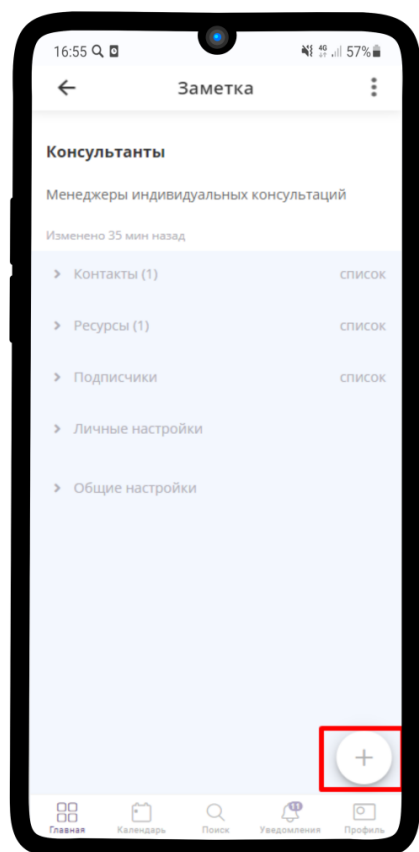 16:55 4G 57%
Заметка
Консультанты
Менеджеры индивидуальных консультаций
Изменено 35 мин назад
Контакты (1) список
Ресурсы (1) список
Подписчики список
Личные настройки
Общие настройки
+
Главная Календарь Поиск Уведомления Профиль